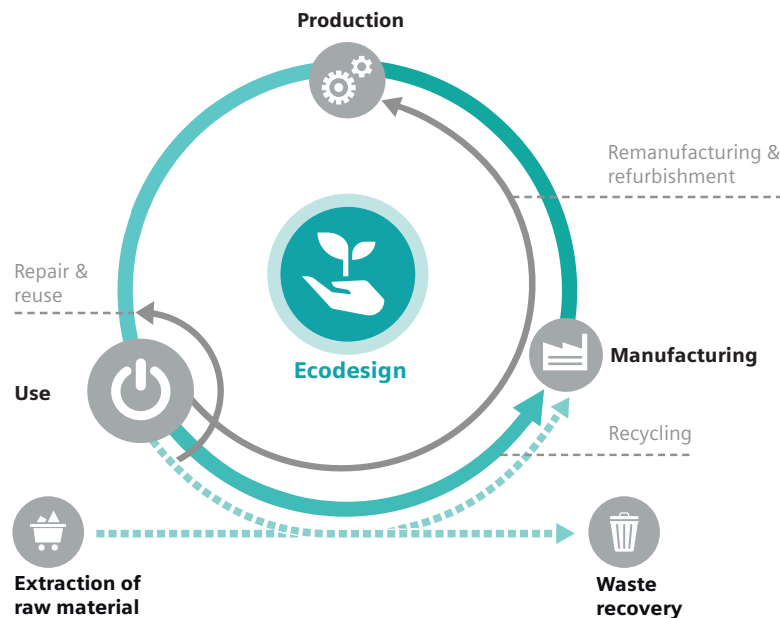 Production
Remanufacturing &
refurbishment
Repair &
reuse
Ecodesign
Manufacturing
Use
Recycling
Extraction of
raw material
Waste
recovery